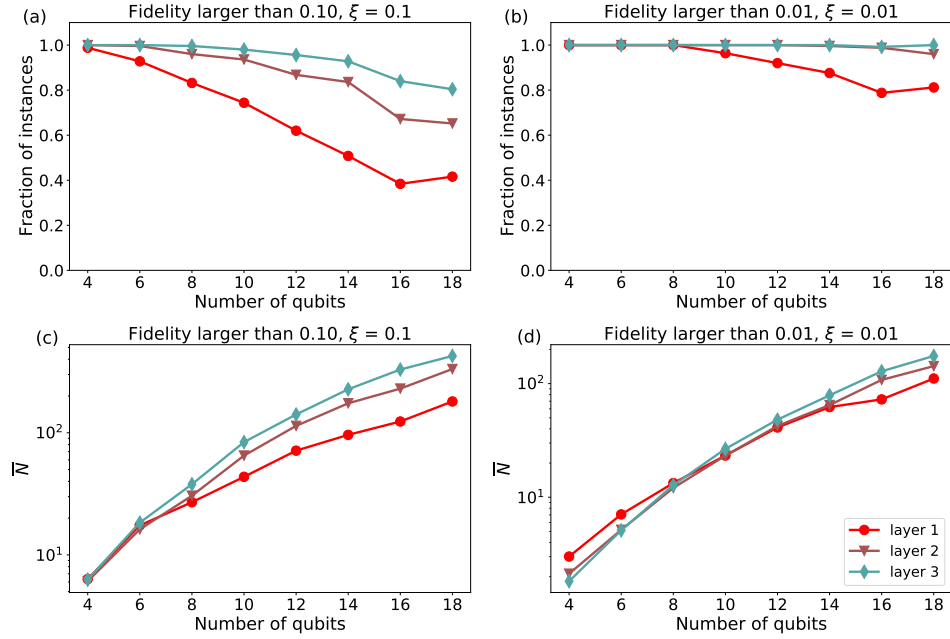 (a)
Fidelity larger than 0.10, ξ = 0.1
Fraction of instances
1.0
0.8
0.6
0.4
0.2
0.0
4 6 8 10 12 14 16 18
Number of qubits
(b)
Fidelity larger than 0.01, ξ = 0.01
Fraction of instances
1.0
0.8
0.6
0.4
0.2
0.0
4 6 8 10 12 14 16 18
Number of qubits
(c)
Fidelity larger than 0.10, ξ = 0.1
N̅
10²
10¹
4 6 8 10 12 14 16 18
Number of qubits
(d)
Fidelity larger than 0.01, ξ = 0.01
N̅
10²
10¹
layer 1
layer 2
layer 3
4 6 8 10 12 14 16 18
Number of qubits